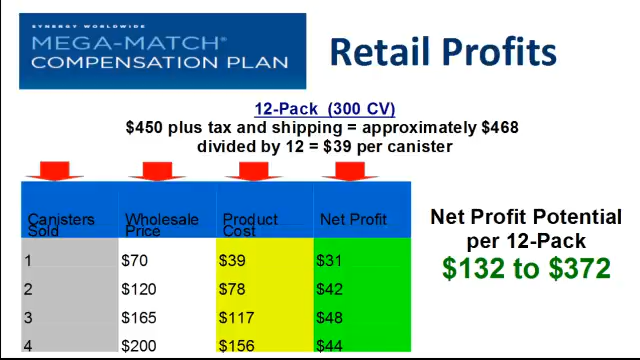 SYNERGY WORLDWIDE
MEGA-MATCH®
COMPENSATION PLAN
Retail Profits
12-Pack (300 CV)
$450 plus tax and shipping = approximately $468
divided by 12 = $39 per canister
Canisters Sold Wholesale Price Product Cost Net Profit
1 $70 $39 $31
2 $120 $78 $42
3 $165 $117 $48
4 $200 $156 $44
Net Profit Potential
per 12-Pack
$132 to $372